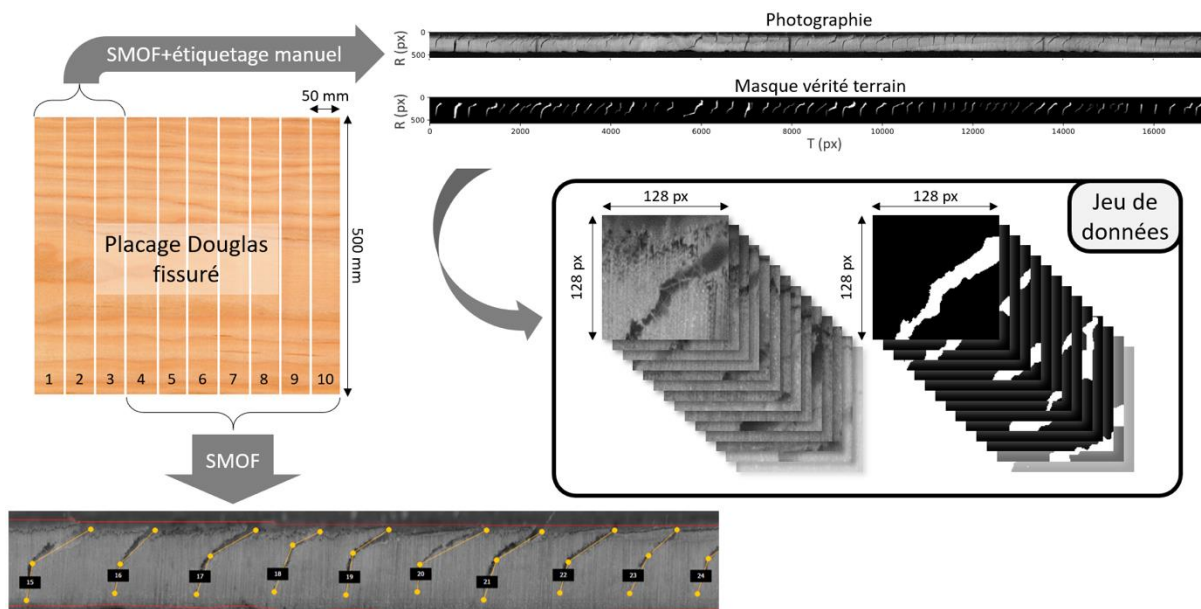 Photographie
SMOF+étiquetage manuel
R (px)
0
500
Masque vérité terrain
50 mm
R (px)
0
500
0 2000 4000 6000 8000 10000 12000 14000 16000
T (px)
Placage Douglas
fissuré
500 mm
1 2 3 4 5 6 7 8 9 10
128 px
128 px
128 px
128 px
Jeu de
données
SMOF
15 16 17 18 19 20 21 22 23 24